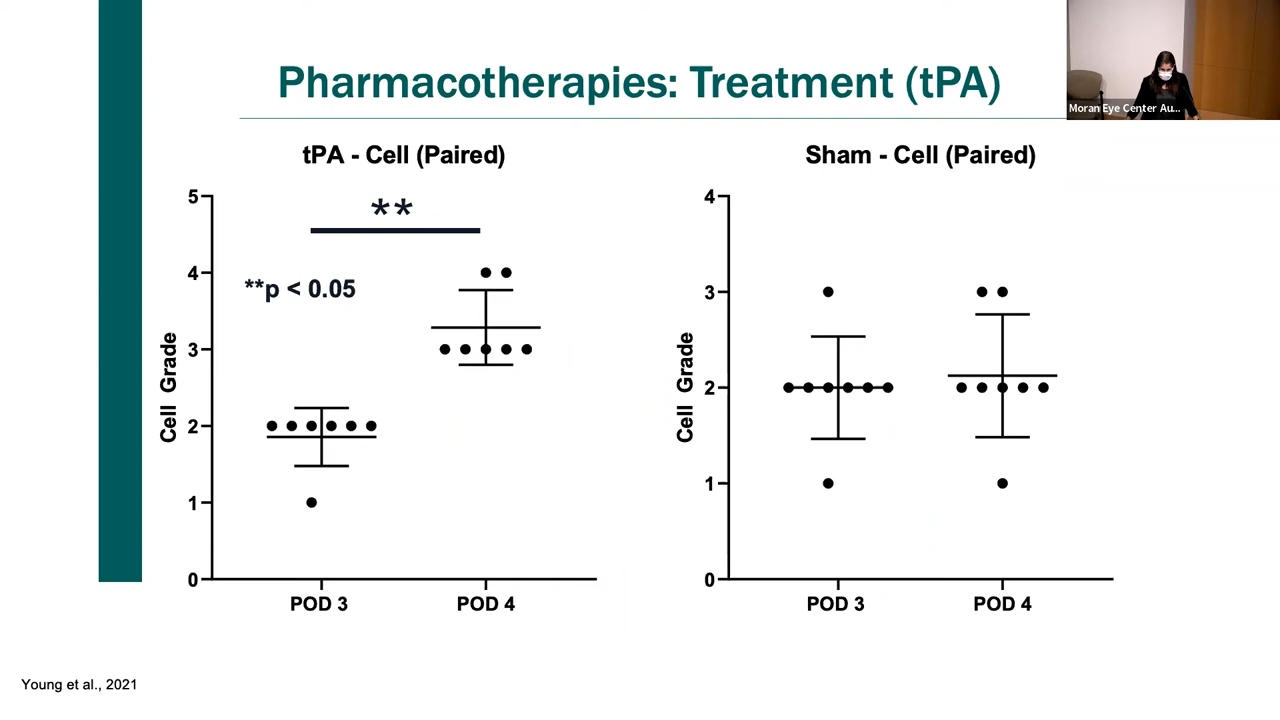 Pharmacotherapies: Treatment (tPA)
Moran Eye Center Au...
tPA - Cell (Paired)
5
4
3
2
1
0
Cell Grade
**
**p < 0.05
POD 3
POD 4
Sham - Cell (Paired)
4
3
2
1
0
Cell Grade
POD 3
POD 4
Young et al., 2021